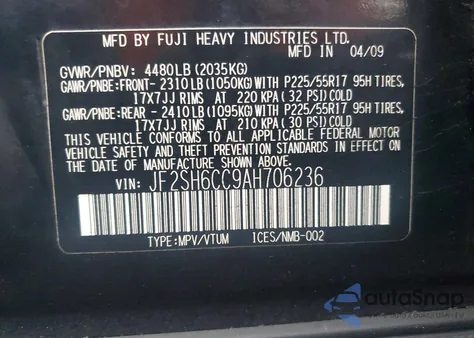 MFD BY FUJI HEAVY INDUSTRIES LTD.
MFD. IN 04/09
GVWR/PNBV: 4480LB (2035KG)
GAWR/PNBE:FRONT-2310LB(1050KG)WITH P225/55R17 95H TIRES,
17X7JJ RIMS AT 220 KPA (32 PSI)COLD
GAWR/PNBE:REAR -2410LB(1095KG)WITH P225/55R17 95H TIRES,
17X7JJ RIMS AT 210 KPA (30 PSI)COLD
THIS VEHICLE CONFORMS TO ALL APPLICABLE FEDERAL MOTOR
VEHICLE SAFETY AND THEFT PREVENTION STANDARDS IN EFFECT
ON THE DATE OF MANUFACTURE SHOWN ABOVE.
VIN: JF2SH6CC9AH706236
TYPE:MPV/VTUM ICES/NMB-002
autoSnap